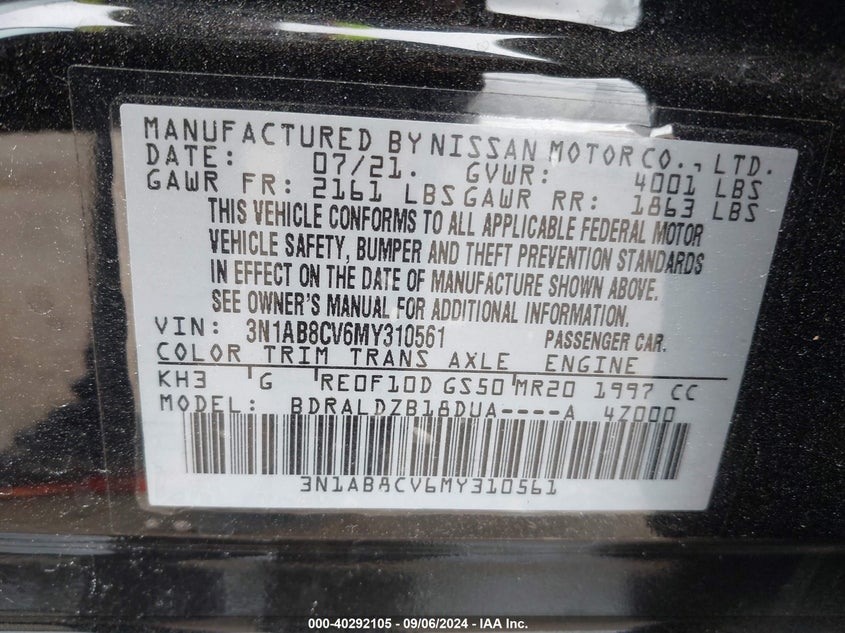 MANUFACTURED BY NISSAN MOTOR CO., LTD.
DATE: 07/21. GVWR: 4001 LBS
GAWR FR: 2161 LBS GAWR RR: 1863 LBS
THIS VEHICLE CONFORMS TO ALL APPLICABLE FEDERAL MOTOR
VEHICLE SAFETY, BUMPER AND THEFT PREVENTION STANDARDS
IN EFFECT ON THE DATE OF MANUFACTURE SHOWN ABOVE.
SEE OWNER'S MANUAL FOR ADDITIONAL INFORMATION.
VIN: 3N1AB8CV6MY310561 PASSENGER CAR.
COLOR TRIM TRANS AXLE ENGINE
KH3 G RE0F10D GS50 MR20 1997 CC
MODEL: BDRALDZB18DUA----A 4Z000
3N1AB8CV6MY310561
000-40292105 - 09/06/2024 - IAA Inc.